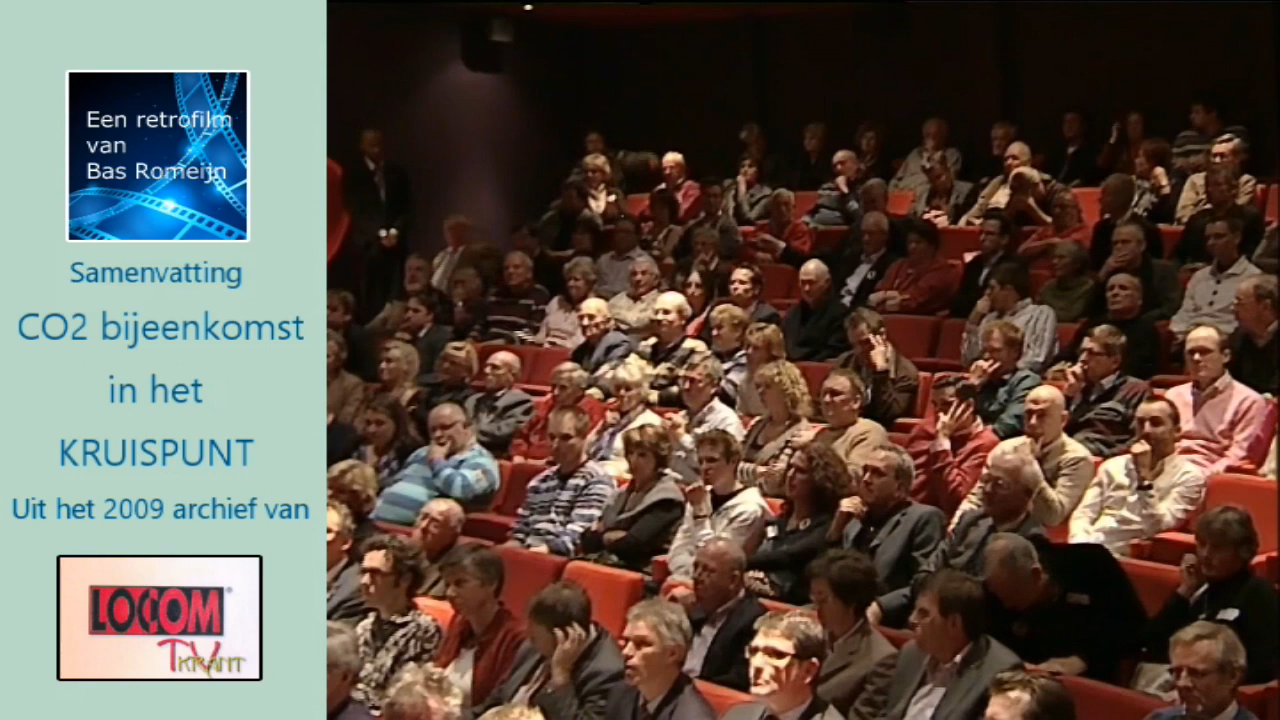 Een retrofilm
van
Bas Romeijn
Samenvatting
CO2 bijeenkomst
in het
KRUISPUNT
Uit het 2009 archief van
LOCOM
TV KRANT